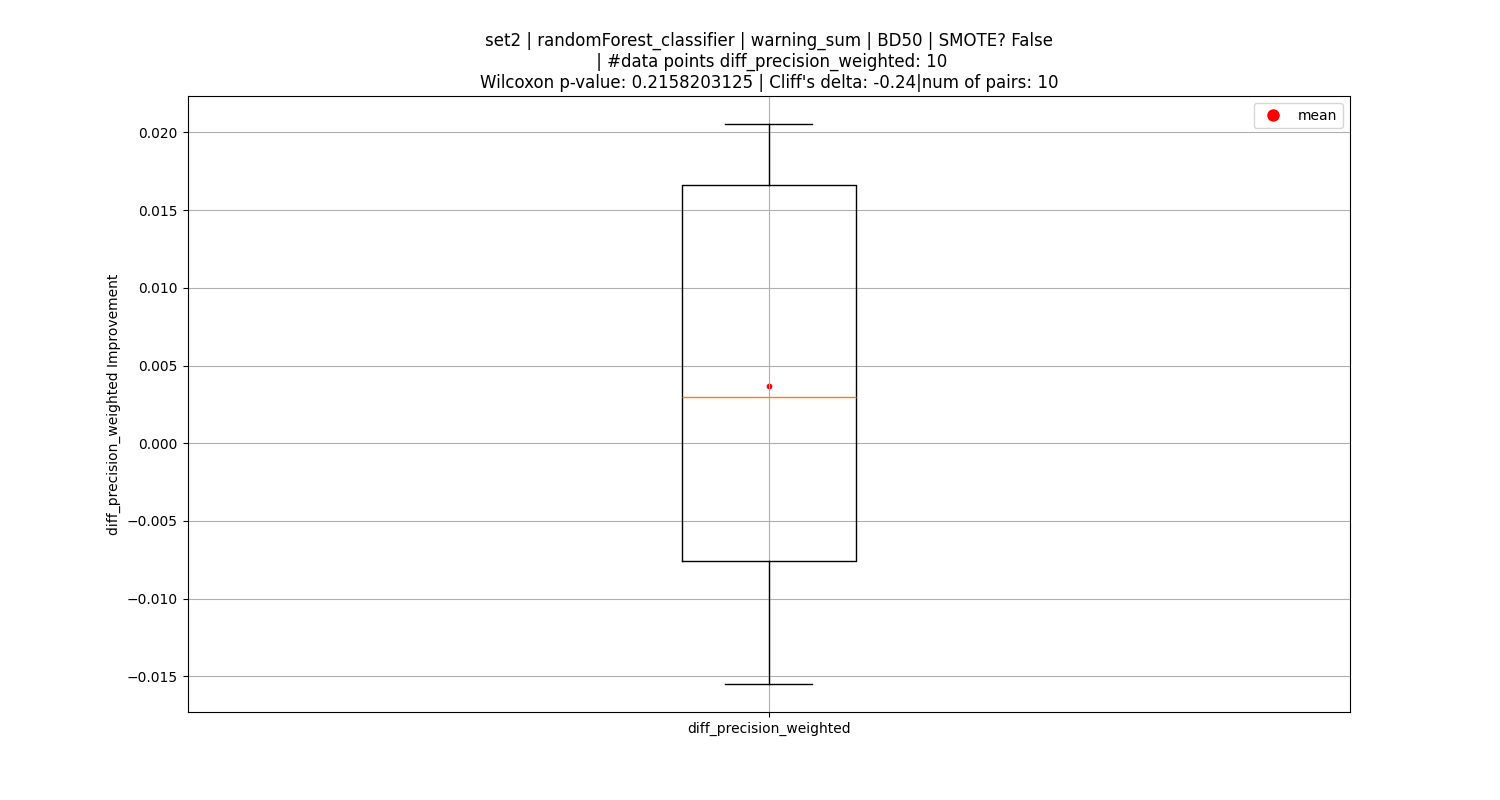 set2 | randomForest_classifier | warning_sum | BD50 | SMOTE? False
| #data points diff_precision_weighted: 10
Wilcoxon p-value: 0.2158203125 | Cliff's delta: -0.24|num of pairs: 10
mean
0.020
0.015
0.010
0.005
0.000
−0.005
−0.010
−0.015
diff_precision_weighted Improvement
diff_precision_weighted